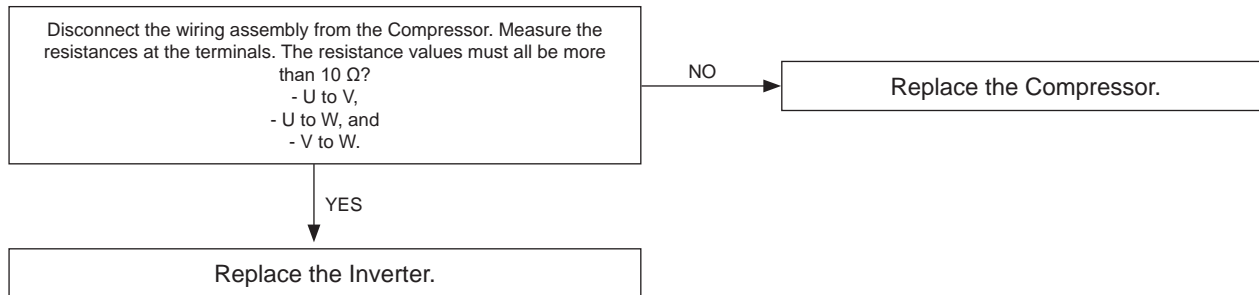 Disconnect the wiring assembly from the Compressor. Measure the
resistances at the terminals. The resistance values must all be more
than 10 Ω?
- U to V,
- U to W, and
- V to W.
NO
Replace the Compressor.
YES
Replace the Inverter.